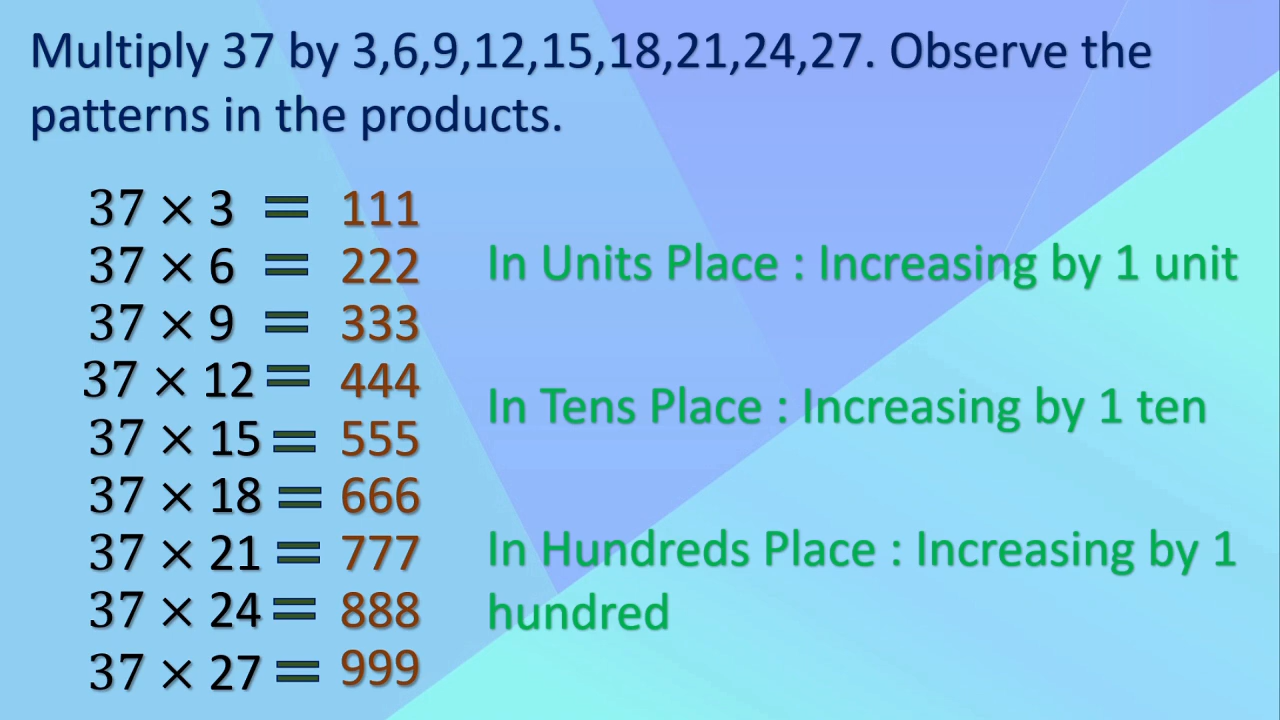 Multiply 37 by 3,6,9,12,15,18,21,24,27. Observe the
patterns in the products.
37 × 3 = 111
37 × 6 = 222
In Units Place : Increasing by 1 unit
37 × 9 = 333
37 × 12 = 444
In Tens Place : Increasing by 1 ten
37 × 15 = 555
37 × 18 = 666
37 × 21 = 777
In Hundreds Place : Increasing by 1
hundred
37 × 24 = 888
37 × 27 = 999